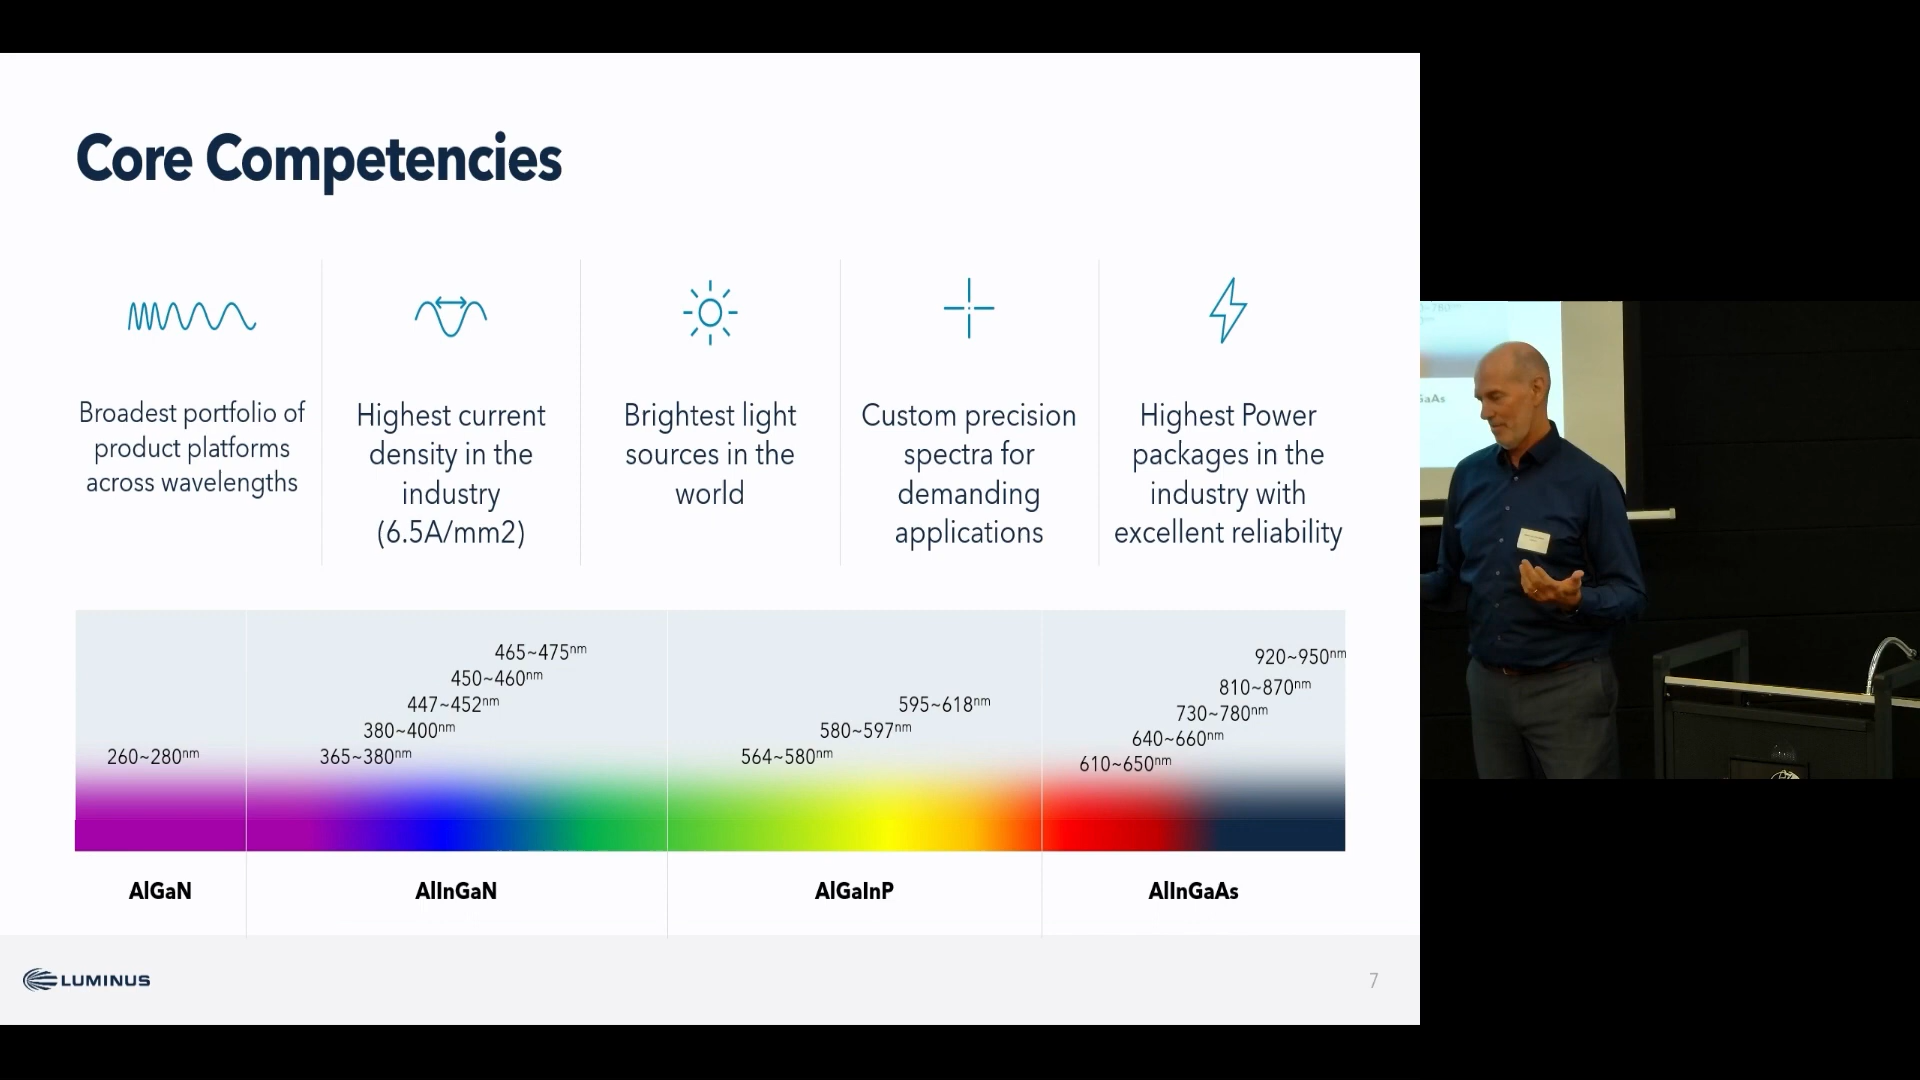 Core Competencies
Broadest portfolio of
product platforms
across wavelengths
Highest current
density in the
industry
(6.5A/mm2)
Brightest light
sources in the
world
Custom precision
spectra for
demanding
applications
Highest Power
packages in the
industry with
excellent reliability
260~280nm
465~475nm
450~460nm
447~452nm
380~400nm
365~380nm
595~618nm
580~597nm
564~580nm
920~950nm
810~870nm
730~780nm
640~660nm
610~650nm
AlGaN
AlInGaN
AlGaInP
AlInGaAs
LUMINUS
7